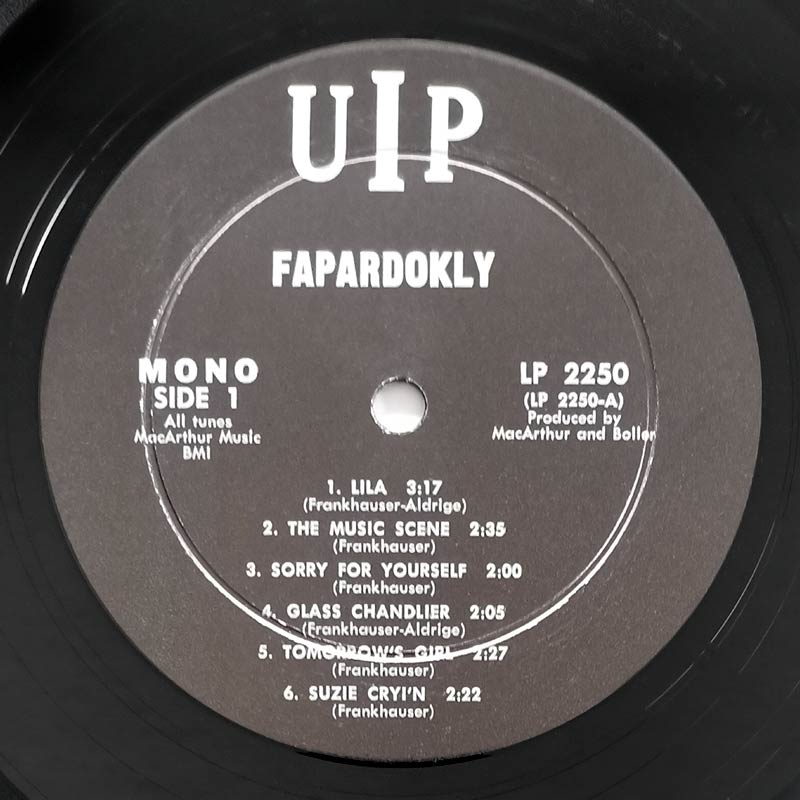 UIP
FAPARDOKLY
MONO
SIDE 1
All tunes
MacArthur Music
BMI
LP 2250
(LP 2250-A)
Produced by
MacArthur and Boller
1. LILA 3:17
(Frankhauser-Aldrige)
2. THE MUSIC SCENE 2:35
(Frankhauser)
3. SORRY FOR YOURSELF 2:00
(Frankhauser)
4. GLASS CHANDLIER 2:05
(Frankhauser-Aldrige)
5. TOMORROW'S GIRL 2:27
(Frankhauser)
6. SUZIE CRYI'N 2:22
(Frankhauser)